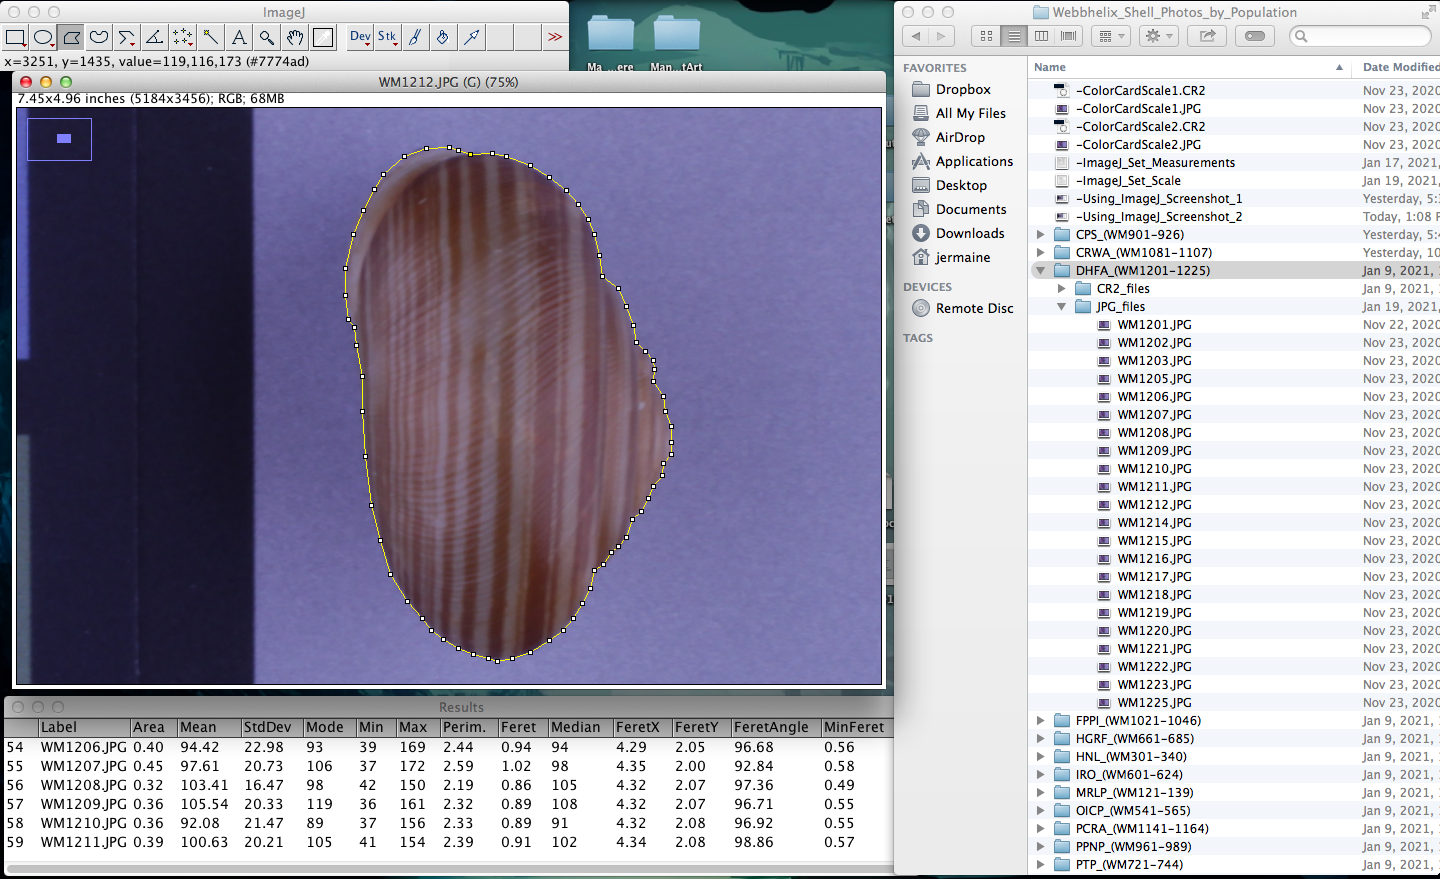 ImageJ
Dev Stk >>
x=3251, y=1435, value=119,116,173 (#7774ad)
WM1212.JPG (G) (75%)
7.45x4.96 inches (5184x3456); RGB; 68MB
Ma...ere Man...tArt
Results
Label Area Mean StdDev Mode Min Max Perim. Feret Median FeretX FeretY FeretAngle MinFeret
54 WM1206.JPG 0.40 94.42 22.98 93 39 169 2.44 0.94 94 4.29 2.05 96.68 0.56
55 WM1207.JPG 0.45 97.61 20.73 106 37 172 2.59 1.02 98 4.35 2.00 92.84 0.58
56 WM1208.JPG 0.32 103.41 16.47 98 42 150 2.19 0.86 105 4.32 2.07 97.36 0.49
57 WM1209.JPG 0.36 105.54 20.33 119 36 161 2.32 0.89 108 4.32 2.07 96.71 0.55
58 WM1210.JPG 0.36 92.08 21.47 89 37 156 2.33 0.89 91 4.32 2.08 96.92 0.55
59 WM1211.JPG 0.39 100.63 20.21 105 41 154 2.39 0.91 102 4.34 2.08 98.86 0.57
Webbhelix_Shell_Photos_by_Population
FAVORITES
Dropbox
All My Files
AirDrop
Applications
Desktop
Documents
Downloads
jermaine
DEVICES
Remote Disc
TAGS
Name Date Modified
-ColorCardScale1.CR2 Nov 23, 2020
-ColorCardScale1.JPG Nov 23, 2020
-ColorCardScale2.CR2 Nov 23, 2020
-ColorCardScale2.JPG Nov 23, 2020
-ImageJ_Set_Measurements Jan 17, 2021,
-ImageJ_Set_Scale Jan 19, 2021,
-Using_ImageJ_Screenshot_1 Yesterday, 5:
-Using_ImageJ_Screenshot_2 Today, 1:08
CPS_(WM901-926) Yesterday, 5:
CRWA_(WM1081-1107) Yesterday, 10
DHFA_(WM1201-1225) Jan 9, 2021,
CR2_files Jan 9, 2021,
JPG_files Jan 19, 2021,
WM1201.JPG Nov 22, 2020
WM1202.JPG Nov 23, 2020
WM1203.JPG Nov 23, 2020
WM1205.JPG Nov 23, 2020
WM1206.JPG Nov 23, 2020
WM1207.JPG Nov 23, 2020
WM1208.JPG Nov 23, 2020
WM1209.JPG Nov 23, 2020
WM1210.JPG Nov 23, 2020
WM1211.JPG Nov 23, 2020
WM1212.JPG Nov 23, 2020
WM1214.JPG Nov 23, 2020
WM1215.JPG Nov 23, 2020
WM1216.JPG Nov 23, 2020
WM1217.JPG Nov 23, 2020
WM1218.JPG Nov 23, 2020
WM1219.JPG Nov 23, 2020
WM1220.JPG Nov 23, 2020
WM1221.JPG Nov 23, 2020
WM1222.JPG Nov 23, 2020
WM1223.JPG Nov 23, 2020
WM1225.JPG Nov 23, 2020
FPPI_(WM1021-1046) Jan 9, 2021,
HGRF_(WM661-685) Jan 9, 2021,
HNL_(WM301-340) Jan 9, 2021,
IRO_(WM601-624) Jan 9, 2021,
MRLP_(WM121-139) Jan 9, 2021,
OICP_(WM541-565) Jan 9, 2021,
PCRA_(WM1141-1164) Jan 9, 2021,
PPNP_(WM961-989) Jan 9, 2021,
PTP_(WM721-744) Jan 9, 2021,